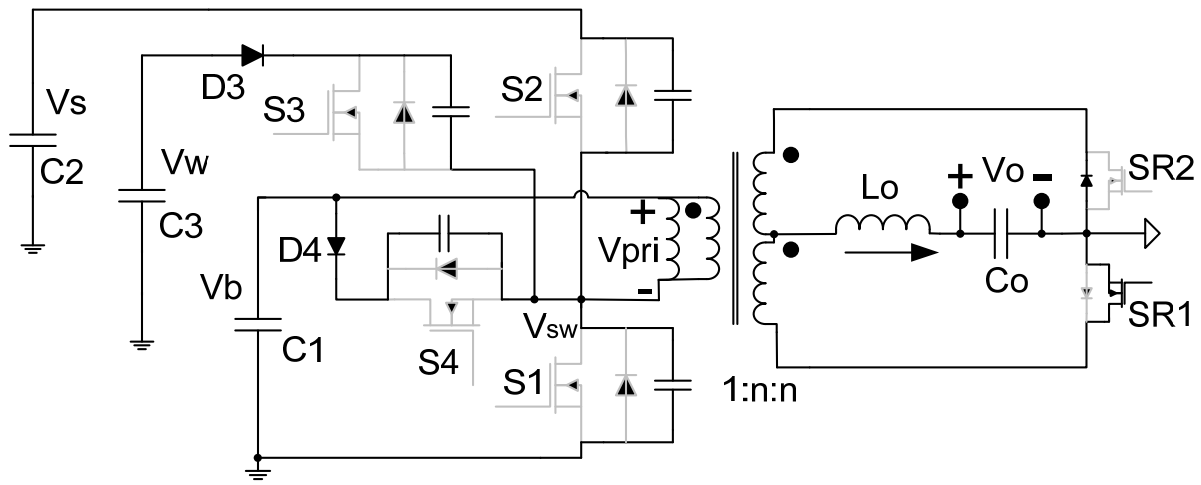 Vs
C2
D3
S3
S2
Vw
C3
D4
Vb
C1
S4
+
Vpri
-
Vsw
S1
1:n:n
Lo
+ Vo -
Co
SR2
SR1